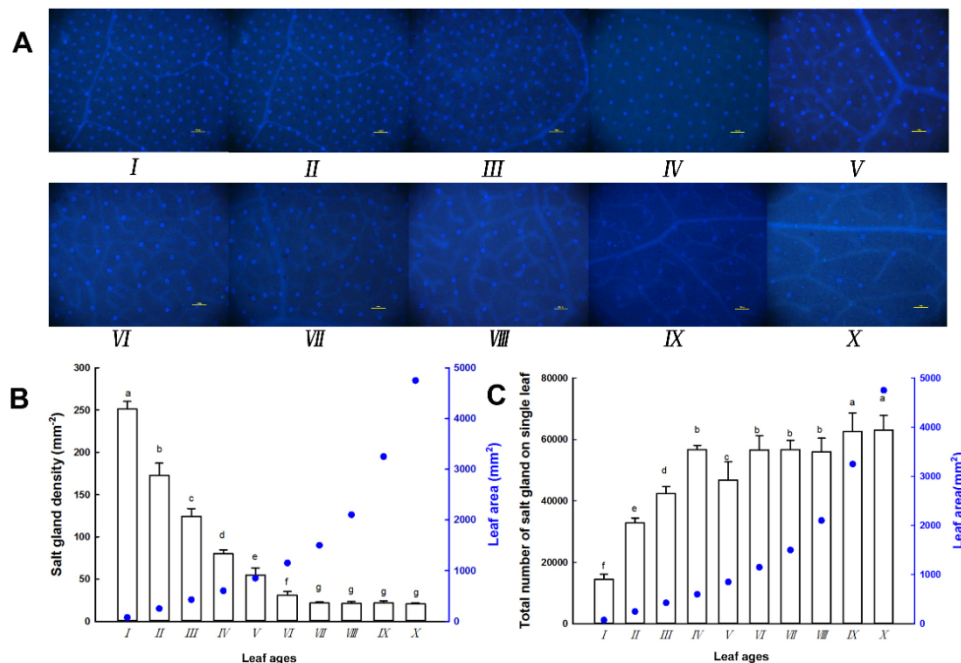 A
I II III IV V
VI VII VIII IX X
B
Salt gland density (mm-2)
300
250
200
150
100
50
0
a b c d e f g g g g
5000
4000
3000
2000
1000
0
Leaf area (mm2)
I II III IV V VI VII VIII IX X
Leaf ages
C
Total number of salt gland on single leaf
80000
60000
40000
20000
0
f e d b c b b b a a
5000
4000
3000
2000
1000
0
Leaf area(mm2)
I II III IV V VI VII VIII IX X
Leaf ages